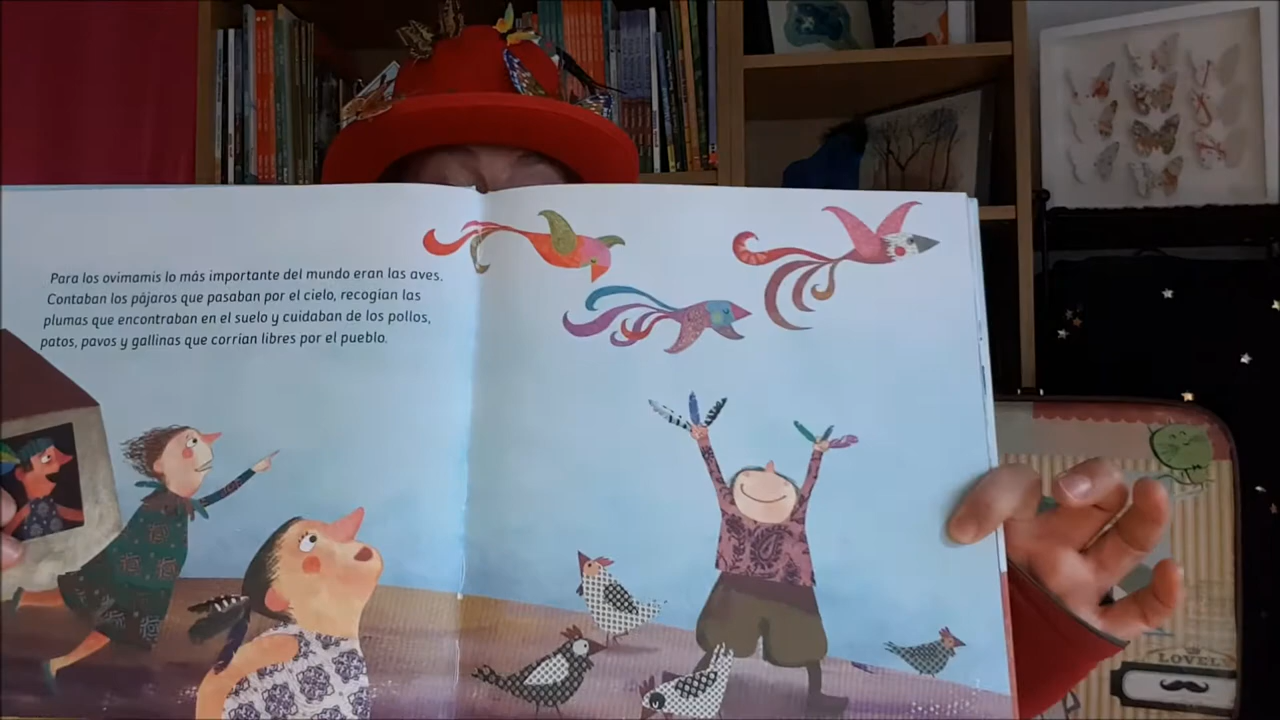 Para los ovimamis lo más importante del mundo eran las aves.
Contaban los pájaros que pasaban por el cielo, recogían las
plumas que encontraban en el suelo y cuidaban de los pollos,
patos, pavos y gallinas que corrían libres por el pueblo.
LOVEL